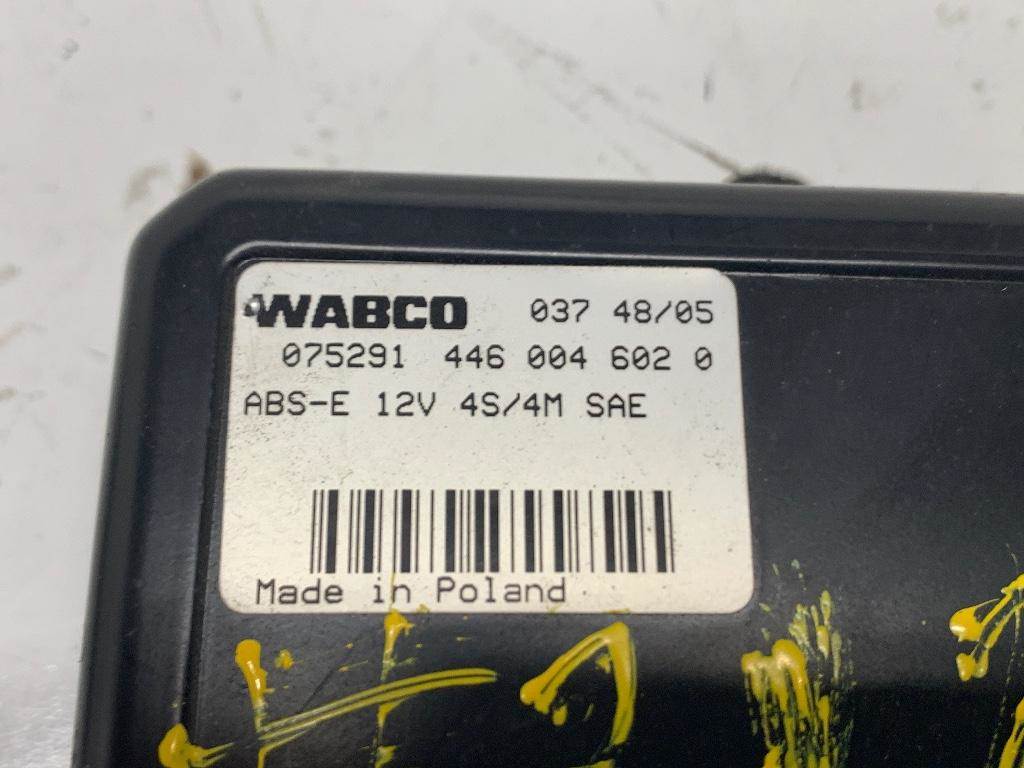 WABCO 037 48/05
075291 446 004 602 0
ABS-E 12V 4S/4M SAE
Made in Poland